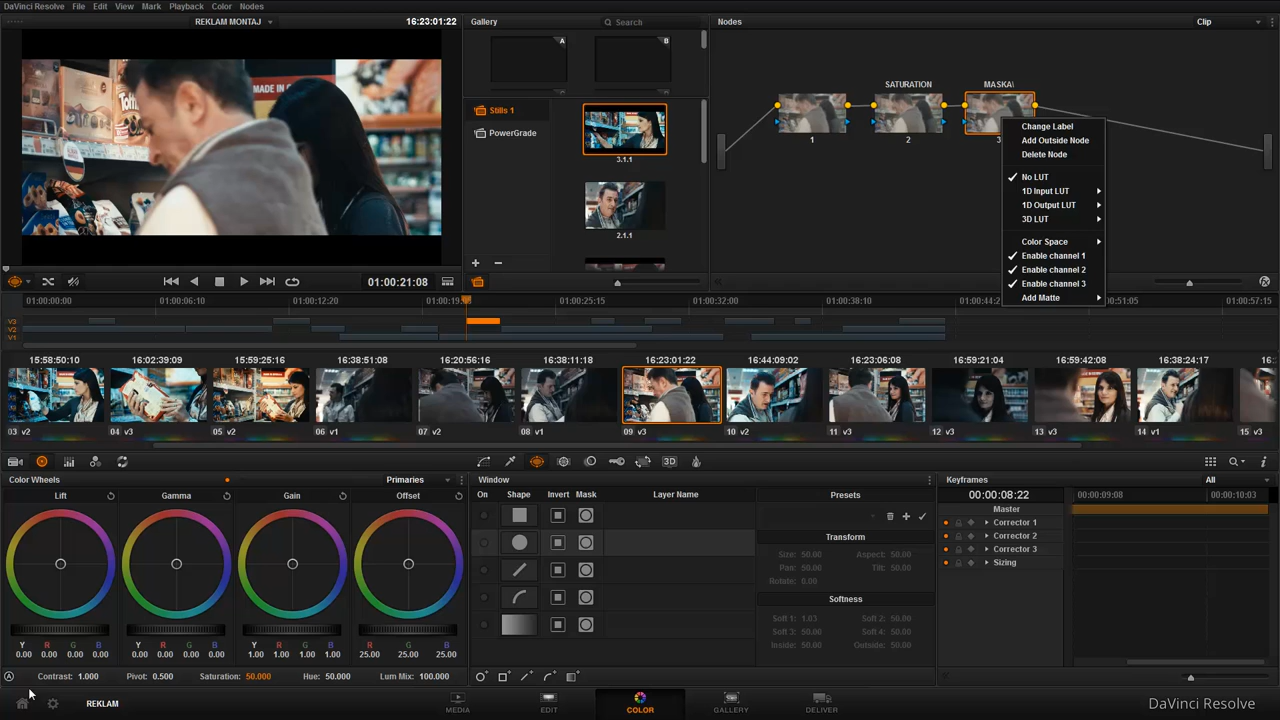 DaVinci Resolve File Edit View Mark Playback Color Nodes
REKLAM MONTAJ 16:23:01:22 Gallery Search Nodes Clip
A B
MADE IN
Tom
Stills 1
PowerGrade
3.1.1
2.1.1
SATURATION MASKA\
1 2 3
Change Label
Add Outside Node
Delete Node
No LUT
1D Input LUT
1D Output LUT
3D LUT
Color Space
Enable channel 1
Enable channel 2
Enable channel 3
Add Matte
01:00:21:08
01:00:00:00 01:00:06:10 01:00:12:20 01:00:25:15 01:00:32:00 01:00:38:10 01:00:57:15
V3
V2
V1
15:58:50:10 16:02:39:09 15:59:25:16 16:38:51:08 16:20:56:16 16:38:11:18 16:23:01:22 16:44:09:02 16:23:06:08 16:59:21:04 16:59:42:08 16:38:24:17 16:
03 v2 04 v2 05 v2 06 v1 07 v2 08 v1 09 v3 10 v2 11 v3 12 v3 13 v3 14 v1 15 v3
3D
Color Wheels Primaries Window Keyframes All
Lift Gamma Gain Offset
On Shape Invert Mask Layer Name Presets
00:00:08:22 00:00:09:08 00:00:10:03
Master
Corrector 1
Corrector 2
Corrector 3
Sizing
Transform
Size: 50.00 Aspect: 50.00
Pan: 50.00 Tilt: 50.00
Rotate: 0.00
Softness
Soft 1: 1.03 Soft 2: 50.00
Soft 3: 50.00 Soft 4: 50.00
Inside: 50.00 Outside: 50.00
Y R G B Y R G B Y R G B R G B
0.00 0.00 0.00 0.00 0.00 0.00 0.00 0.00 1.00 1.00 1.00 1.00 25.00 25.00 25.00
A Contrast: 1.000 Pivot: 0.500 Saturation: 50.000 Hue: 50.000 Lum Mix: 100.000
REKLAM MEDIA EDIT COLOR GALLERY DELIVER DaVinci Resolve